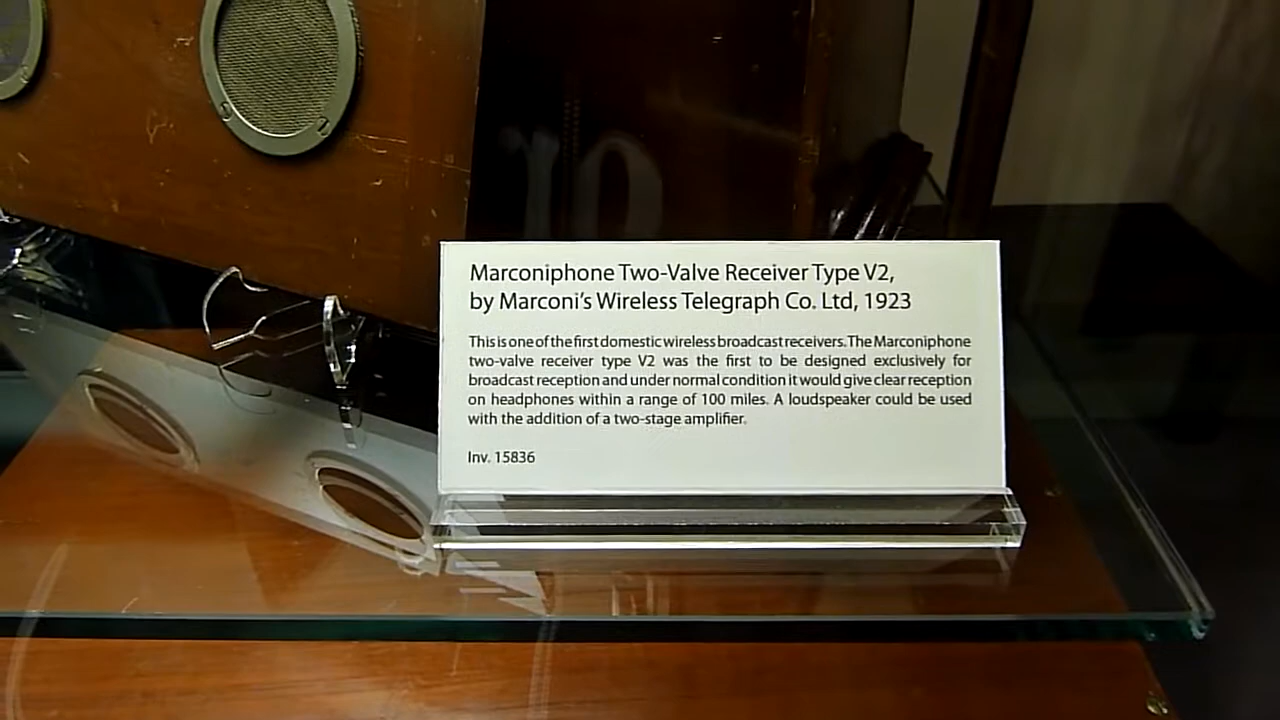 Marconiphone Two-Valve Receiver Type V2,
by Marconi's Wireless Telegraph Co. Ltd, 1923
This is one of the first domestic wireless broadcast receivers. The Marconiphone
two-valve receiver type V2 was the first to be designed exclusively for
broadcast reception and under normal condition it would give clear reception
on headphones within a range of 100 miles. A loudspeaker could be used
with the addition of a two-stage amplifier.
Inv. 15836